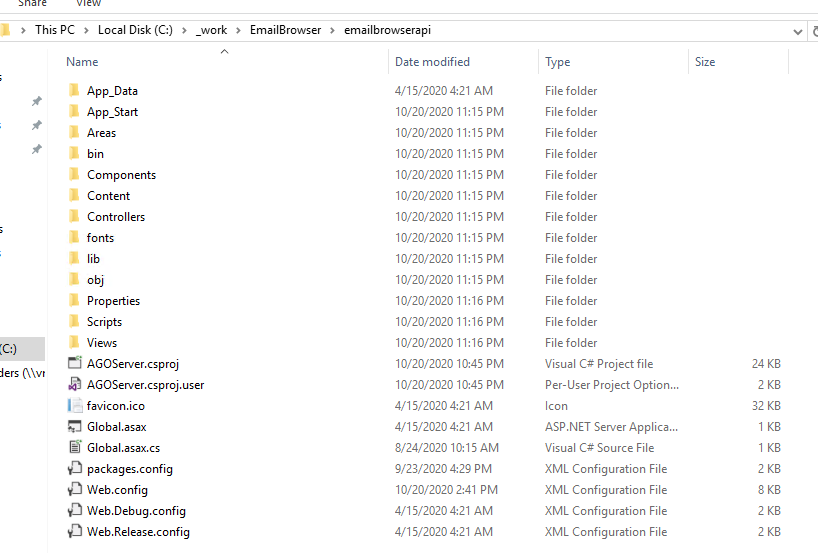 Share View
This PC > Local Disk (C:) > _work > EmailBrowser > emailbrowserapi
Name Date modified Type Size
App_Data 4/15/2020 4:21 AM File folder
App_Start 10/20/2020 11:15 PM File folder
Areas 10/20/2020 11:15 PM File folder
bin 10/20/2020 11:15 PM File folder
Components 10/20/2020 11:15 PM File folder
Content 10/20/2020 11:15 PM File folder
Controllers 10/20/2020 11:15 PM File folder
fonts 10/20/2020 11:15 PM File folder
lib 10/20/2020 11:15 PM File folder
obj 10/20/2020 11:15 PM File folder
Properties 10/20/2020 11:16 PM File folder
Scripts 10/20/2020 11:16 PM File folder
Views 10/20/2020 11:16 PM File folder
(C:) AGOServer.csproj 10/20/2020 10:45 PM Visual C# Project file 24 KB
ders (\\vr AGOServer.csproj.user 10/20/2020 10:45 PM Per-User Project Option... 2 KB
favicon.ico 4/15/2020 4:21 AM Icon 32 KB
Global.asax 4/15/2020 4:21 AM ASP.NET Server Applica... 1 KB
Global.asax.cs 8/24/2020 10:15 AM Visual C# Source File 1 KB
packages.config 9/23/2020 4:29 PM XML Configuration File 2 KB
Web.config 10/20/2020 2:41 PM XML Configuration File 8 KB
Web.Debug.config 4/15/2020 4:21 AM XML Configuration File 2 KB
Web.Release.config 4/15/2020 4:21 AM XML Configuration File 2 KB